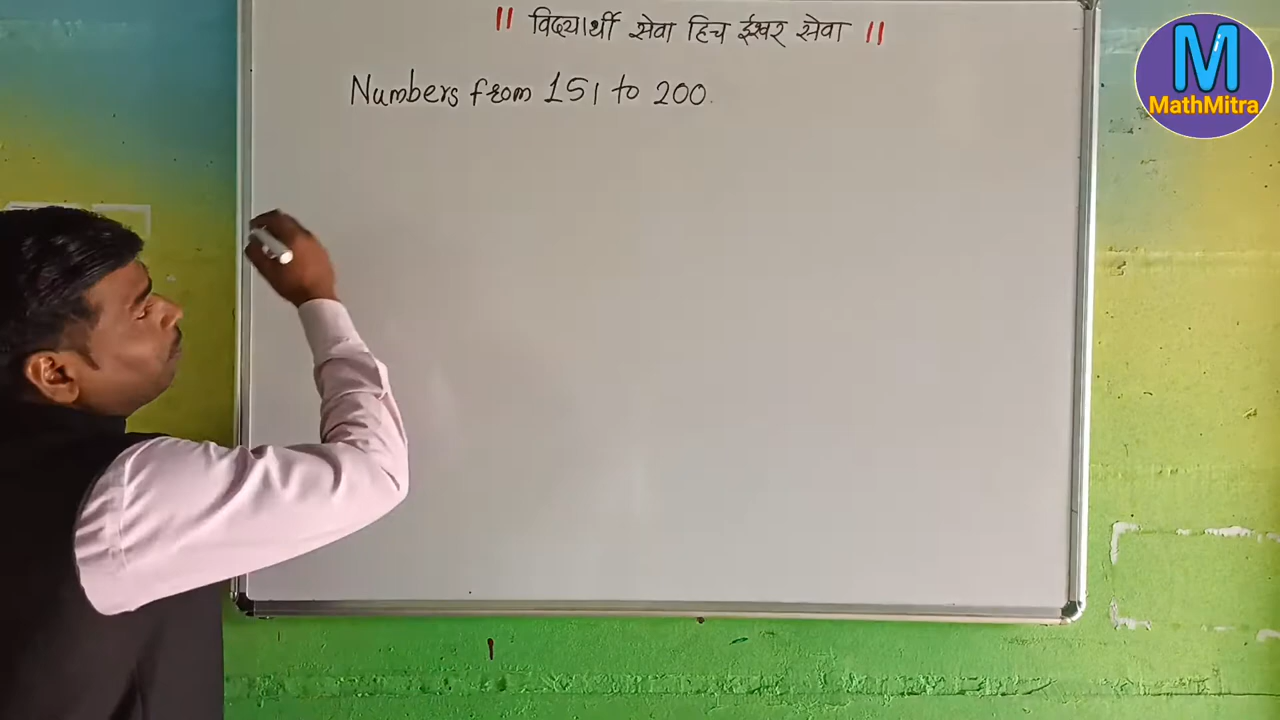 ॥ विद्यार्थी सेवा हिच ईश्वर सेवा ॥
Numbers from 151 to 200.
M
MathMitra